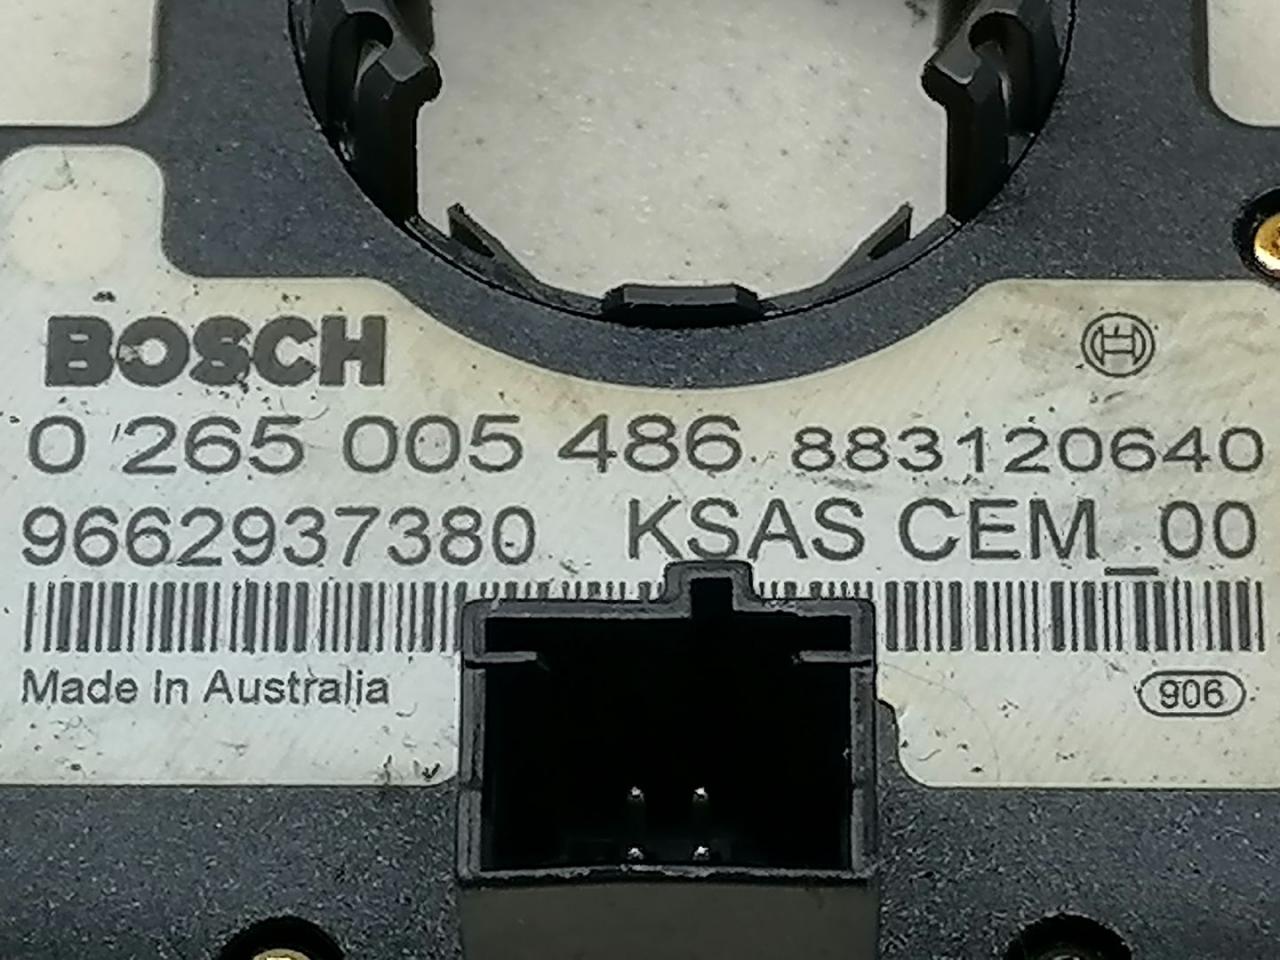 BOSCH
0 265 005 486 883120640
9662937380 KSAS CEM_00
Made In Australia
906